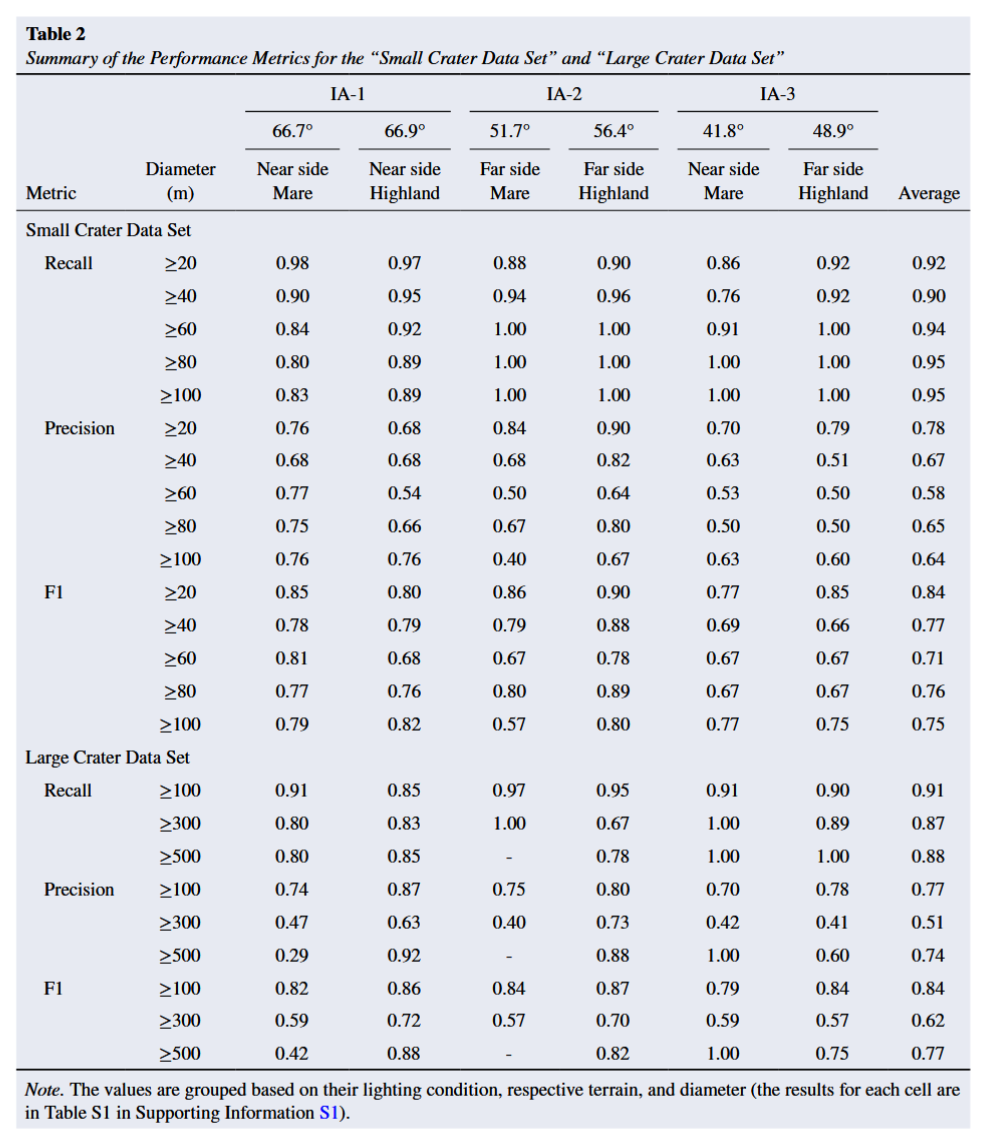 Table 2
Summary of the Performance Metrics for the “Small Crater Data Set” and “Large Crater Data Set”
IA-1 IA-2 IA-3
66.7° 66.9° 51.7° 56.4° 41.8° 48.9°
Diameter Near side Near side Far side Far side Near side Far side
Metric (m) Mare Highland Mare Highland Mare Highland Average
Small Crater Data Set
Recall ≥20 0.98 0.97 0.88 0.90 0.86 0.92 0.92
≥40 0.90 0.95 0.94 0.96 0.76 0.92 0.90
≥60 0.84 0.92 1.00 1.00 0.91 1.00 0.94
≥80 0.80 0.89 1.00 1.00 1.00 1.00 0.95
≥100 0.83 0.89 1.00 1.00 1.00 1.00 0.95
Precision ≥20 0.76 0.68 0.84 0.90 0.70 0.79 0.78
≥40 0.68 0.68 0.68 0.82 0.63 0.51 0.67
≥60 0.77 0.54 0.50 0.64 0.53 0.50 0.58
≥80 0.75 0.66 0.67 0.80 0.50 0.50 0.65
≥100 0.76 0.76 0.40 0.67 0.63 0.60 0.64
F1 ≥20 0.85 0.80 0.86 0.90 0.77 0.85 0.84
≥40 0.78 0.79 0.79 0.88 0.69 0.66 0.77
≥60 0.81 0.68 0.67 0.78 0.67 0.67 0.71
≥80 0.77 0.76 0.80 0.89 0.67 0.67 0.76
≥100 0.79 0.82 0.57 0.80 0.77 0.75 0.75
Large Crater Data Set
Recall ≥100 0.91 0.85 0.97 0.95 0.91 0.90 0.91
≥300 0.80 0.83 1.00 0.67 1.00 0.89 0.87
≥500 0.80 0.85 - 0.78 1.00 1.00 0.88
Precision ≥100 0.74 0.87 0.75 0.80 0.70 0.78 0.77
≥300 0.47 0.63 0.40 0.73 0.42 0.41 0.51
≥500 0.29 0.92 - 0.88 1.00 0.60 0.74
F1 ≥100 0.82 0.86 0.84 0.87 0.79 0.84 0.84
≥300 0.59 0.72 0.57 0.70 0.59 0.57 0.62
≥500 0.42 0.88 - 0.82 1.00 0.75 0.77
Note. The values are grouped based on their lighting condition, respective terrain, and diameter (the results for each cell are
in Table S1 in Supporting Information S1).